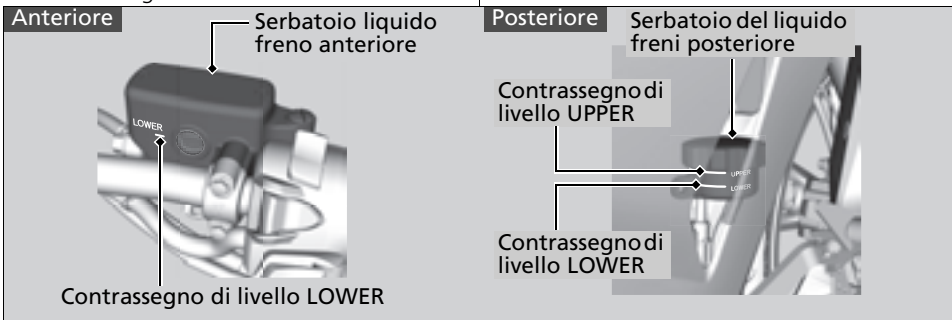 Anteriore
Serbatoio liquido
freno anteriore
LOWER
Contrassegno di livello LOWER
Posteriore
Serbatoio del liquido
freni posteriore
Contrassegno di
livello UPPER
UPPER
LOWER
Contrassegno di
livello LOWER